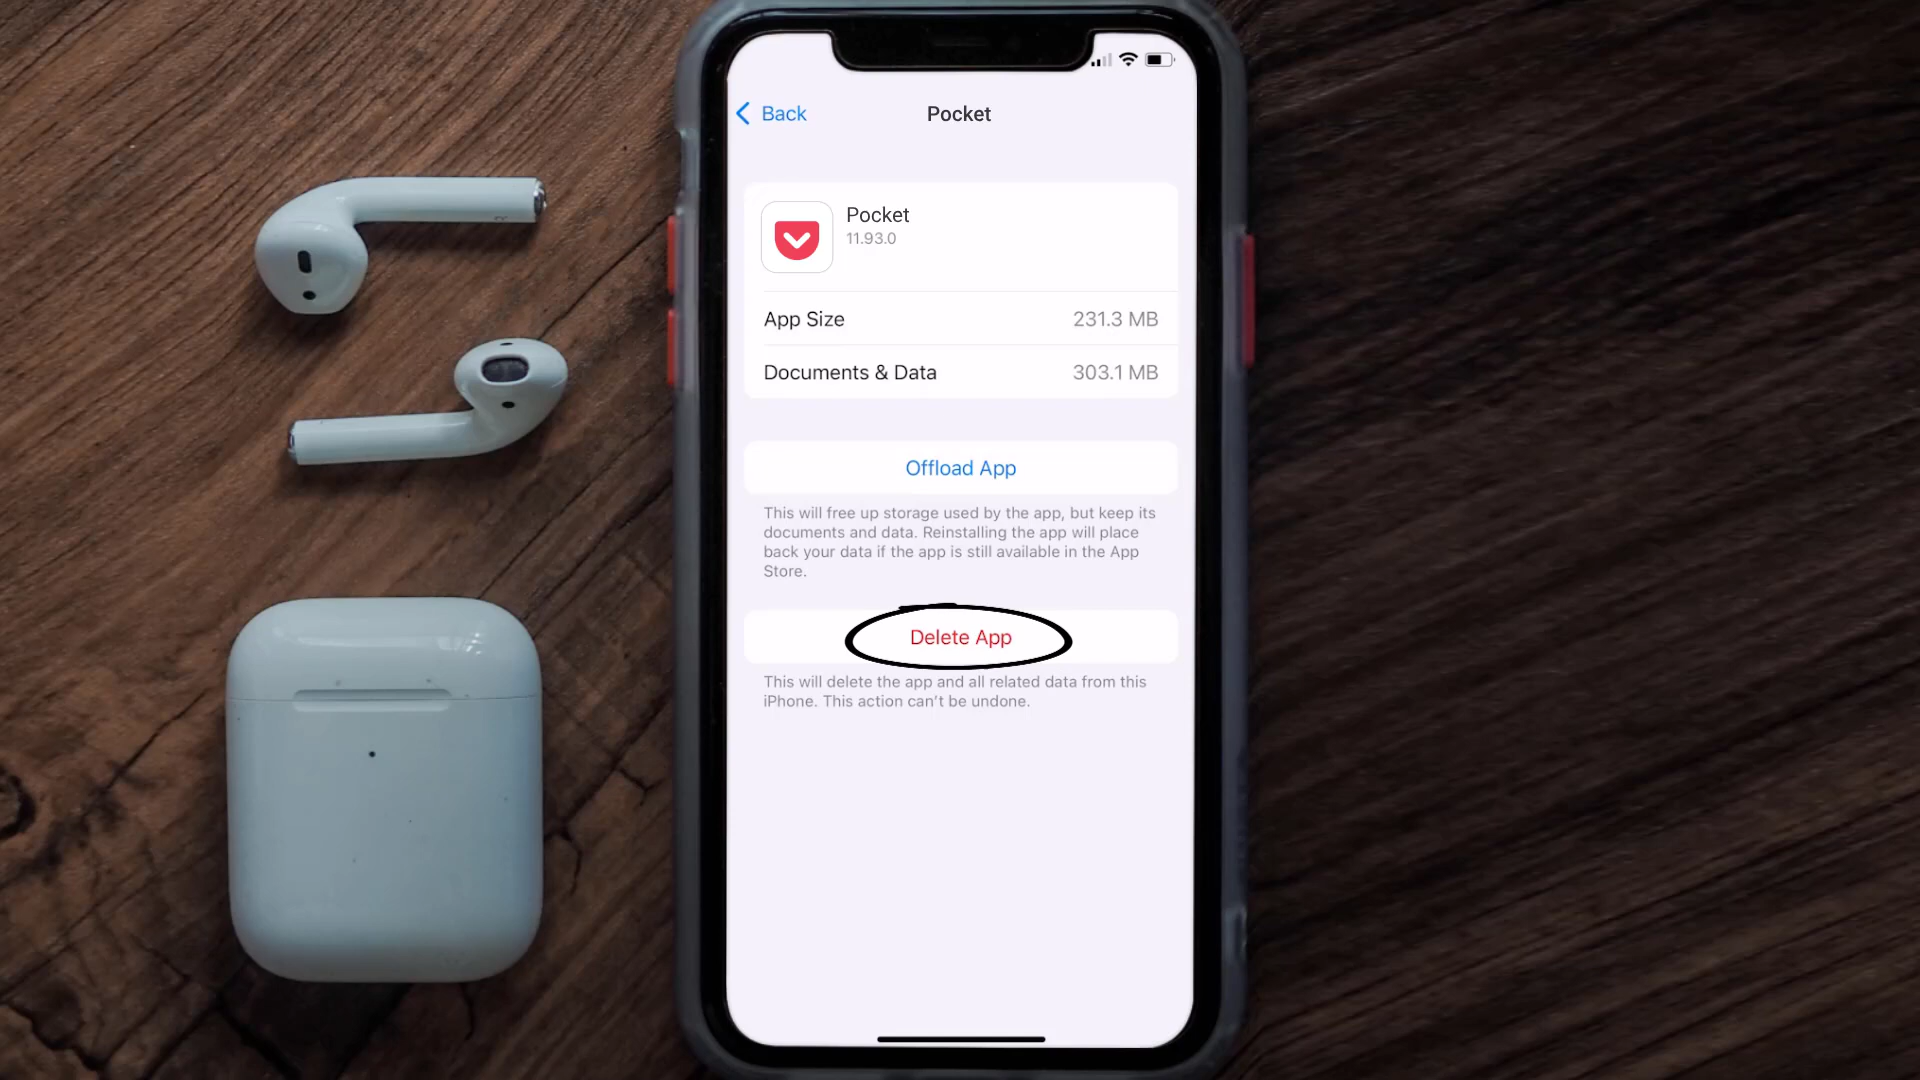 Back
Pocket
Pocket
11.93.0
App Size
231.3 MB
Documents & Data
303.1 MB
Offload App
This will free up storage used by the app, but keep its
documents and data. Reinstalling the app will place
back your data if the app is still available in the App
Store.
Delete App
This will delete the app and all related data from this
iPhone. This action can't be undone.